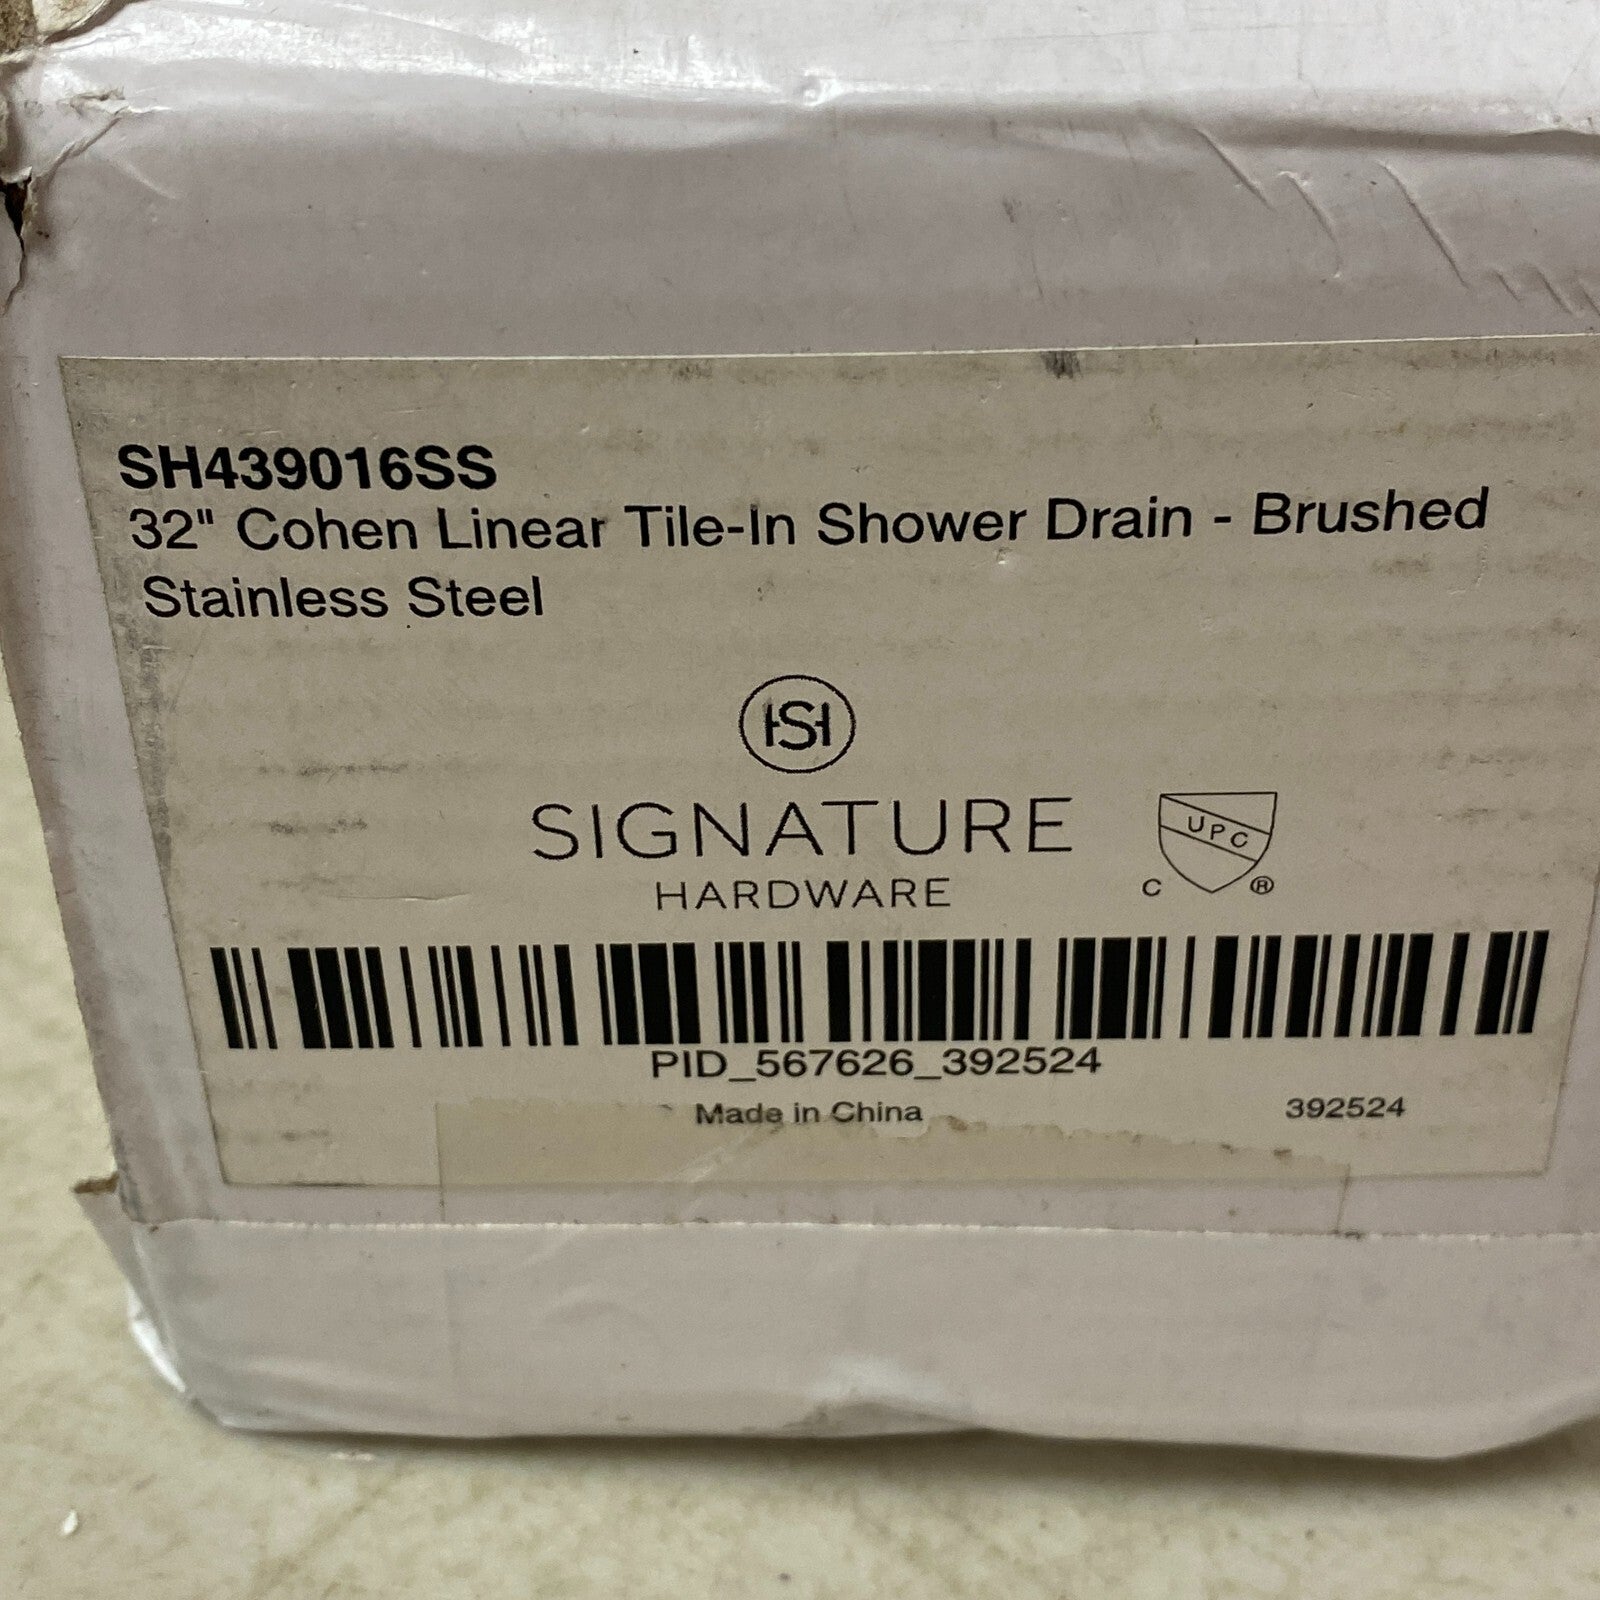 SH439016SS
32" Cohen Linear Tile-In Shower Drain - Brushed
Stainless Steel
HSH
SIGNATURE
HARDWARE
UPC
C ®
PID_567626_392524
Made in China
392524